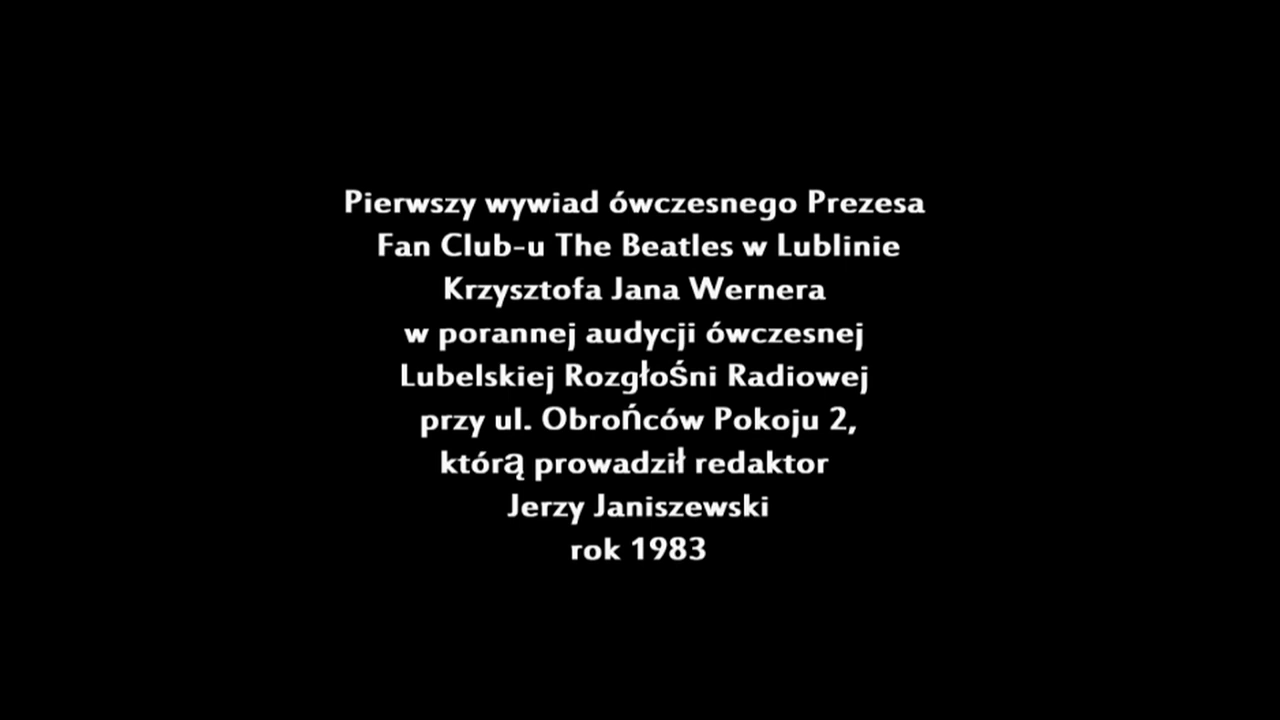 Pierwszy wywiad ówczesnego Prezesa
Fan Club-u The Beatles w Lublinie
Krzysztofa Jana Wernera
w porannej audycji ówczesnej
Lubelskiej Rozgłośni Radiowej
przy ul. Obrońców Pokoju 2,
którą prowadził redaktor
Jerzy Janiszewski
rok 1983